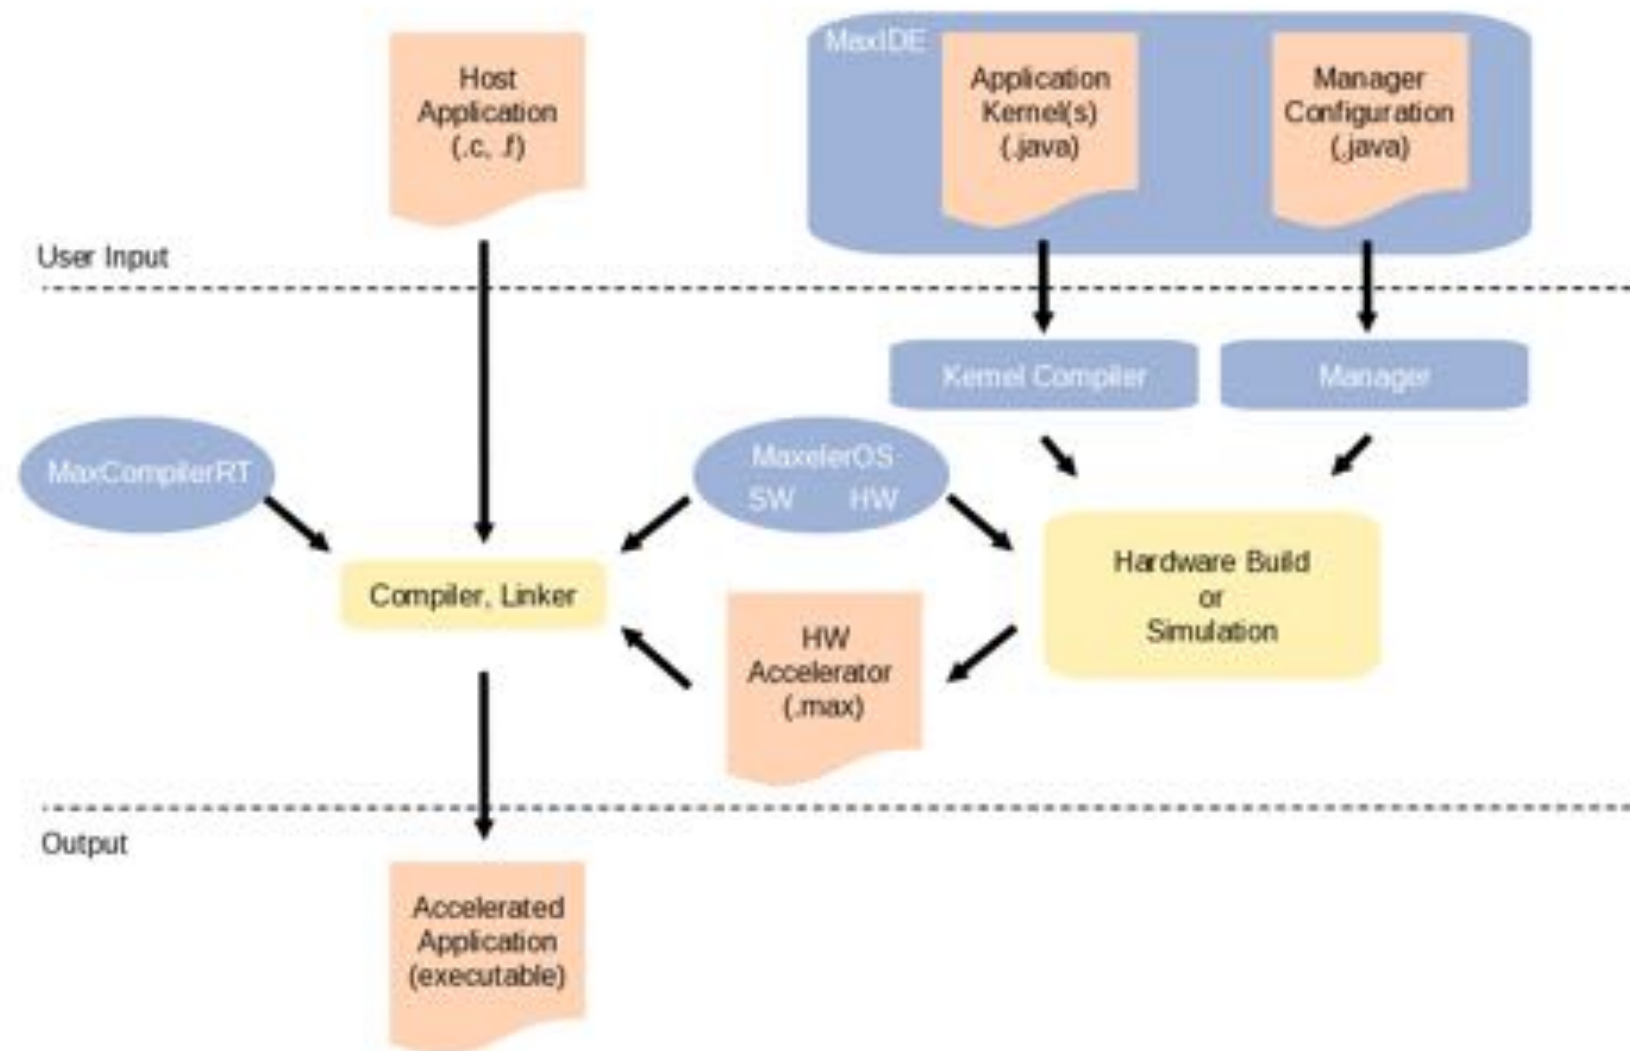 Host
Application
(.c, .f)
MaxIDE
Application
Kernel(s)
(.java)
Manager
Configuration
(.java)
User Input
Kernel Compiler
Manager
MaxCompilerRT
MaxelerOS
SW HW
Compiler, Linker
Hardware Build
or
Simulation
HW
Accelerator
(.max)
Output
Accelerated
Application
(executable)